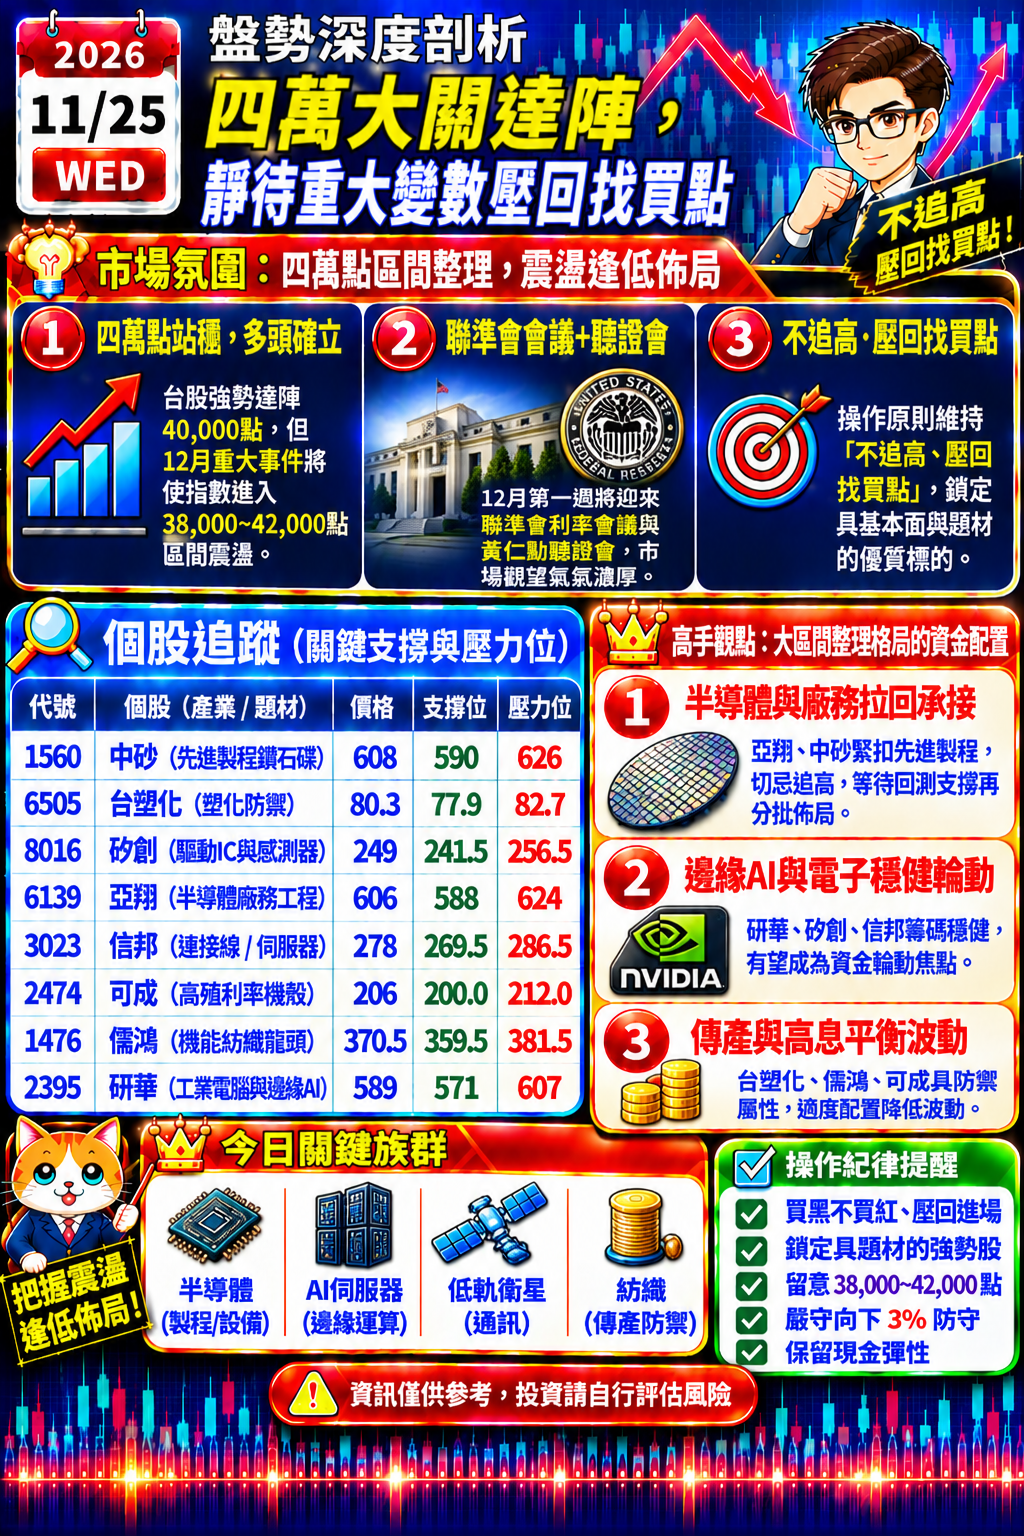 2026
11/25
WED
盤勢深度剖析
四萬大關達陣，
靜待重大變數壓回找買點
不追高
壓回找買點！
市場氛圍：四萬點區間整理，震盪逢低佈局
1 四萬點站穩，多頭確立
台股強勢達陣
40,000點，但
12月重大事件將
使指數進入
38,000~42,000點
區間震盪。
2 聯準會會議+聽證會
UNITED STATES
FEDERAL RESERVE
12月第一週將迎來
聯準會利率會議與
黃仁勳聽證會，市
場觀望氣氛濃厚。
3 不追高·壓回找買點
操作原則維持
「不追高、壓回
找買點」，鎖定
具基本面與題材
的優質標的。
個股追蹤（關鍵支撐與壓力位）
代號 個股（產業 / 題材） 價格 支撐位 壓力位
1560 中砂（先進製程鑽石碟） 608 590 626
6505 台塑化（塑化防禦） 80.3 77.9 82.7
8016 矽創（驅動IC與感測器） 249 241.5 256.5
6139 亞翔（半導體廠務工程） 606 588 624
3023 信邦（連接線 / 伺服器） 278 269.5 286.5
2474 可成（高殖利率機殼） 206 200.0 212.0
1476 儒鴻（機能紡織龍頭） 370.5 359.5 381.5
2395 研華（工業電腦與邊緣AI） 589 571 607
高手觀點：大區間整理格局的資金配置
1 半導體與廠務拉回承接
亞翔、中砂緊扣先進製程，
切忌追高，等待回測支撐再
分批佈局。
2 邊緣AI與電子穩健輪動
NVIDIA
研華、矽創、信邦籌碼穩健，
有望成為資金輪動焦點。
3 傳產與高息平衡波動
台塑化、儒鴻、可成具防禦
屬性，適度配置降低波動。
把握震盪
逢低佈局！
今日關鍵族群
半導體
(製程/設備)
AI伺服器
(邊緣運算)
低軌衛星
(通訊)
紡織
(傳產防禦)
操作紀律提醒
買黑不買紅、壓回進場
鎖定具題材的強勢股
留意 38,000~42,000 點
嚴守向下 3% 防守
保留現金彈性
資訊僅供參考，投資請自行評估風險